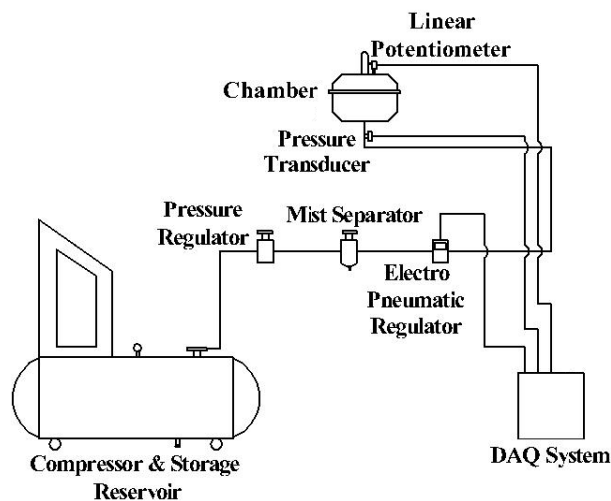 Linear
Potentiometer
Chamber
Pressure
Transducer
Pressure
Regulator
Mist Separator
Electro
Pneumatic
Regulator
DAQ System
Compressor & Storage
Reservoir